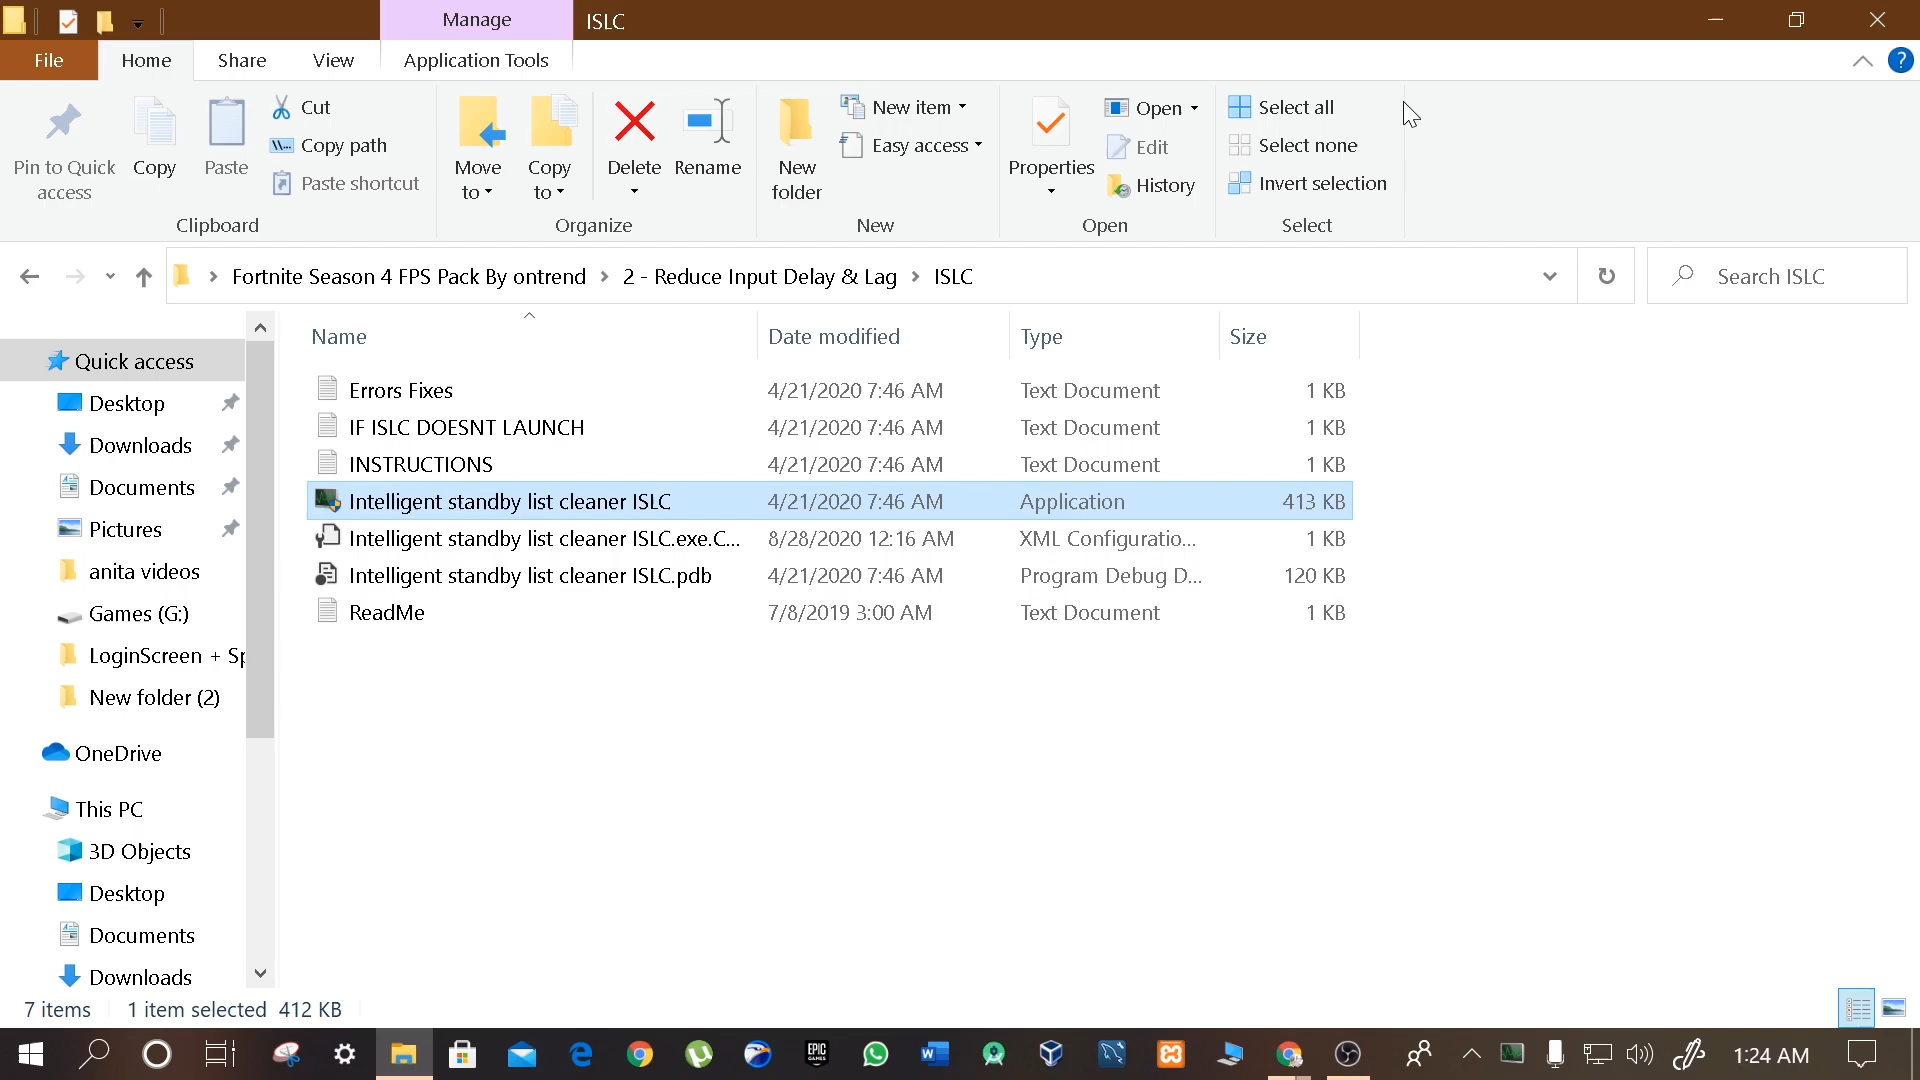 Manage
ISLC
File
Home
Share
View
Application Tools
Pin to Quick access
Copy
Paste
Cut
Copy path
Paste shortcut
Move to
Copy to
Delete
Rename
New folder
New item
Easy access
Properties
Open
Edit
History
Select all
Select none
Invert selection
Clipboard
Organize
New
Open
Select
Fortnite Season 4 FPS Pack By ontrend > 2 - Reduce Input Delay & Lag > ISLC
Search ISLC
Name Date modified Type Size
Errors Fixes 4/21/2020 7:46 AM Text Document 1 KB
IF ISLC DOESNT LAUNCH 4/21/2020 7:46 AM Text Document 1 KB
INSTRUCTIONS 4/21/2020 7:46 AM Text Document 1 KB
Intelligent standby list cleaner ISLC 4/21/2020 7:46 AM Application 413 KB
Intelligent standby list cleaner ISLC.exe.C... 8/28/2020 12:16 AM XML Configuratio... 1 KB
Intelligent standby list cleaner ISLC.pdb 4/21/2020 7:46 AM Program Debug D... 120 KB
ReadMe 7/8/2019 3:00 AM Text Document 1 KB
Quick access
Desktop
Downloads
Documents
Pictures
anita videos
Games (G:)
LoginScreen + Sp
New folder (2)
OneDrive
This PC
3D Objects
Desktop
Documents
Downloads
7 items 1 item selected 412 KB
EPIC GAMES
1:24 AM